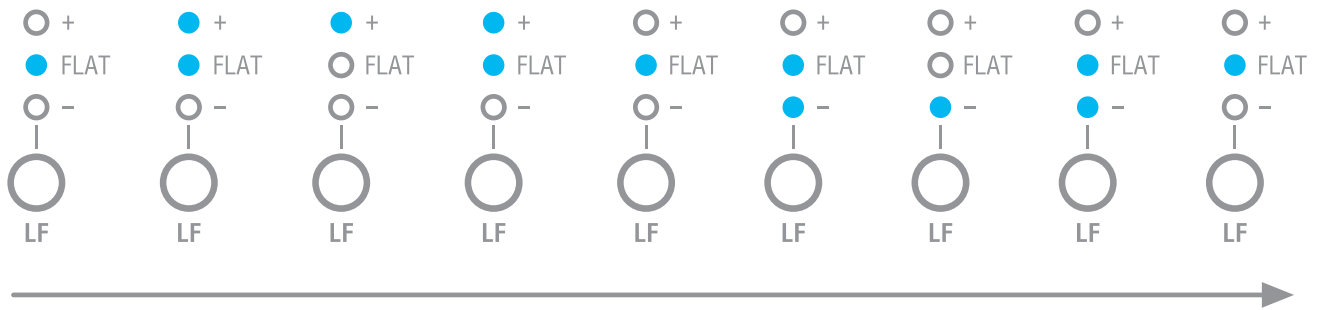 + + + + + + + + +
FLAT FLAT FLAT FLAT FLAT FLAT FLAT FLAT FLAT
− − − − − − − − −
LF LF LF LF LF LF LF LF LF